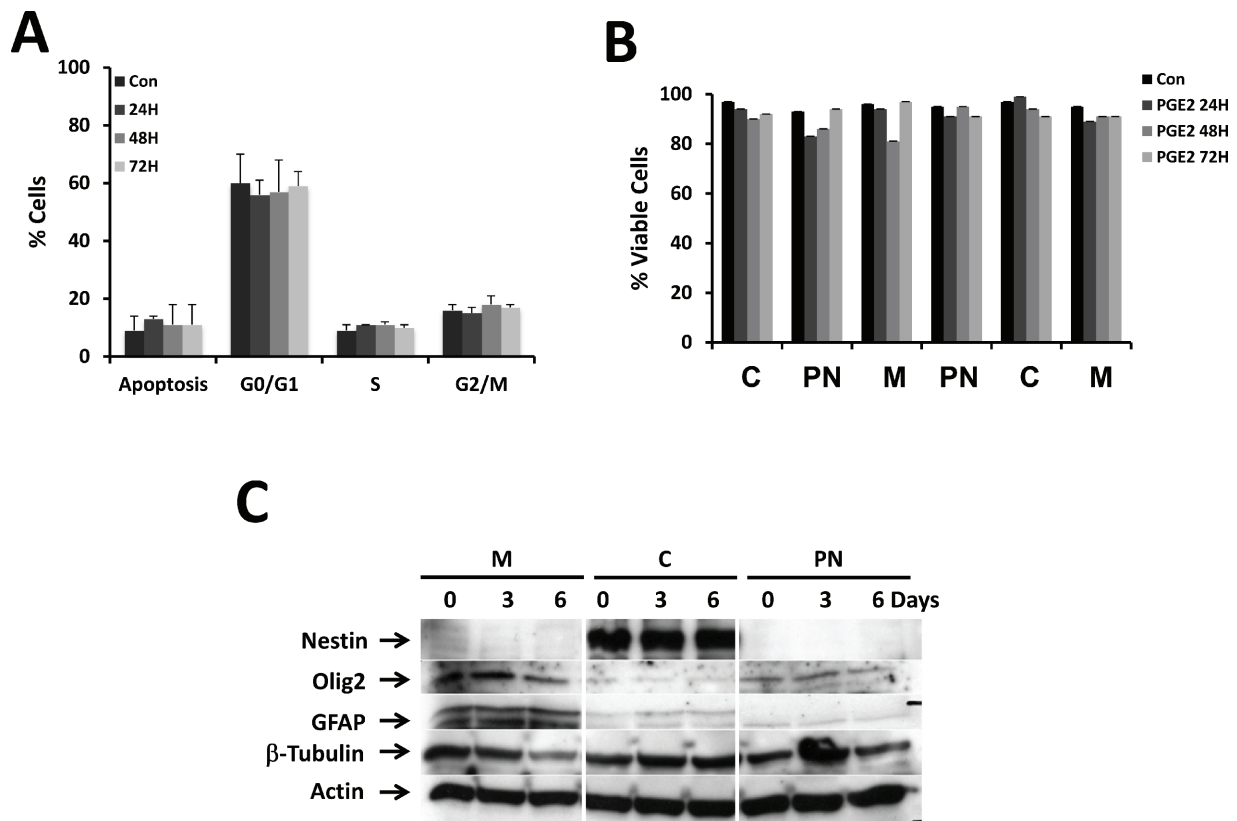 A
100
80
60
40
20
0
% Cells
Con
24H
48H
72H
Apoptosis G0/G1 S G2/M
B
100
80
60
40
20
0
% Viable Cells
Con
PGE2 24H
PGE2 48H
PGE2 72H
C PN M PN C M
C
M C PN
0 3 6 0 3 6 0 3 6 Days
Nestin
Olig2
GFAP
β-Tubulin
Actin